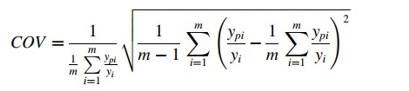 COV = \frac{1}{\frac{1}{m} \sum_{i=1}^{m} \frac{y_{pi}}{y_i}} \sqrt{\frac{1}{m-1} \sum_{i=1}^{m} \left( \frac{y_{pi}}{y_i} - \frac{1}{m} \sum_{i=1}^{m} \frac{y_{pi}}{y_i} \right)^2}